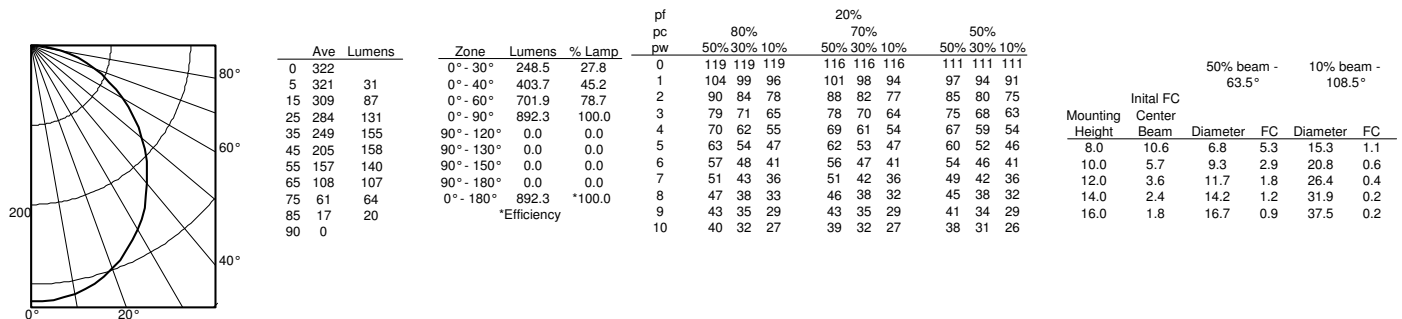 80°
60°
40°
200
0° 20°
Ave Lumens
0 322
5 321 31
15 309 87
25 284 131
35 249 155
45 205 158
55 157 140
65 108 107
75 61 64
85 17 20
90 0
Zone Lumens % Lamp
0°- 30° 248.5 27.8
0°- 40° 403.7 45.2
0°- 60° 701.9 78.7
0°- 90° 892.3 100.0
90°- 120° 0.0 0.0
90°- 130° 0.0 0.0
90°- 150° 0.0 0.0
90°- 180° 0.0 0.0
0°- 180° 892.3 *100.0
*Efficiency
pf 20%
pc 80% 70% 50%
pw 50% 30% 10% 50% 30% 10% 50% 30% 10%
0 119 119 119 116 116 116 111 111 111
1 104 99 96 101 98 94 97 94 91
2 90 84 78 88 82 77 85 80 75
3 79 71 65 78 70 64 75 68 63
4 70 62 55 69 61 54 67 59 54
5 63 54 47 62 53 47 60 52 46
6 57 48 41 56 47 41 54 46 41
7 51 43 36 51 42 36 49 42 36
8 47 38 33 46 38 32 45 38 32
9 43 35 29 43 35 29 41 34 29
10 40 32 27 39 32 27 38 31 26
50% beam - 10% beam -
63.5° 108.5°
Inital FC
Mounting Center
Height Beam Diameter FC Diameter FC
8.0 10.6 6.8 5.3 15.3 1.1
10.0 5.7 9.3 2.9 20.8 0.6
12.0 3.6 11.7 1.8 26.4 0.4
14.0 2.4 14.2 1.2 31.9 0.2
16.0 1.8 16.7 0.9 37.5 0.2